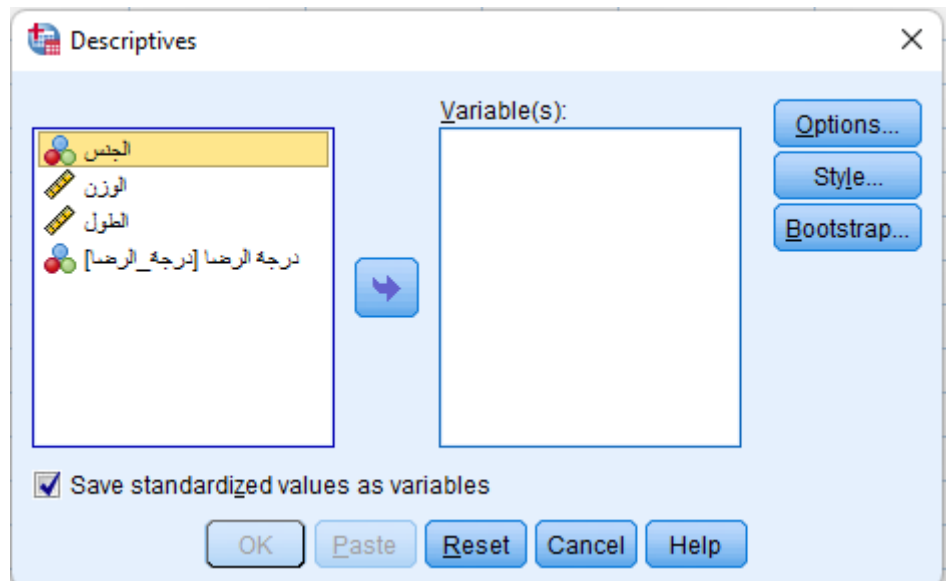 Descriptives
Variable(s):
الجنس
الوزن
الطول
درجة الرضا [درجة_الرضا]
Options...
Style...
Bootstrap...
Save standardized values as variables
OK Paste Reset Cancel Help